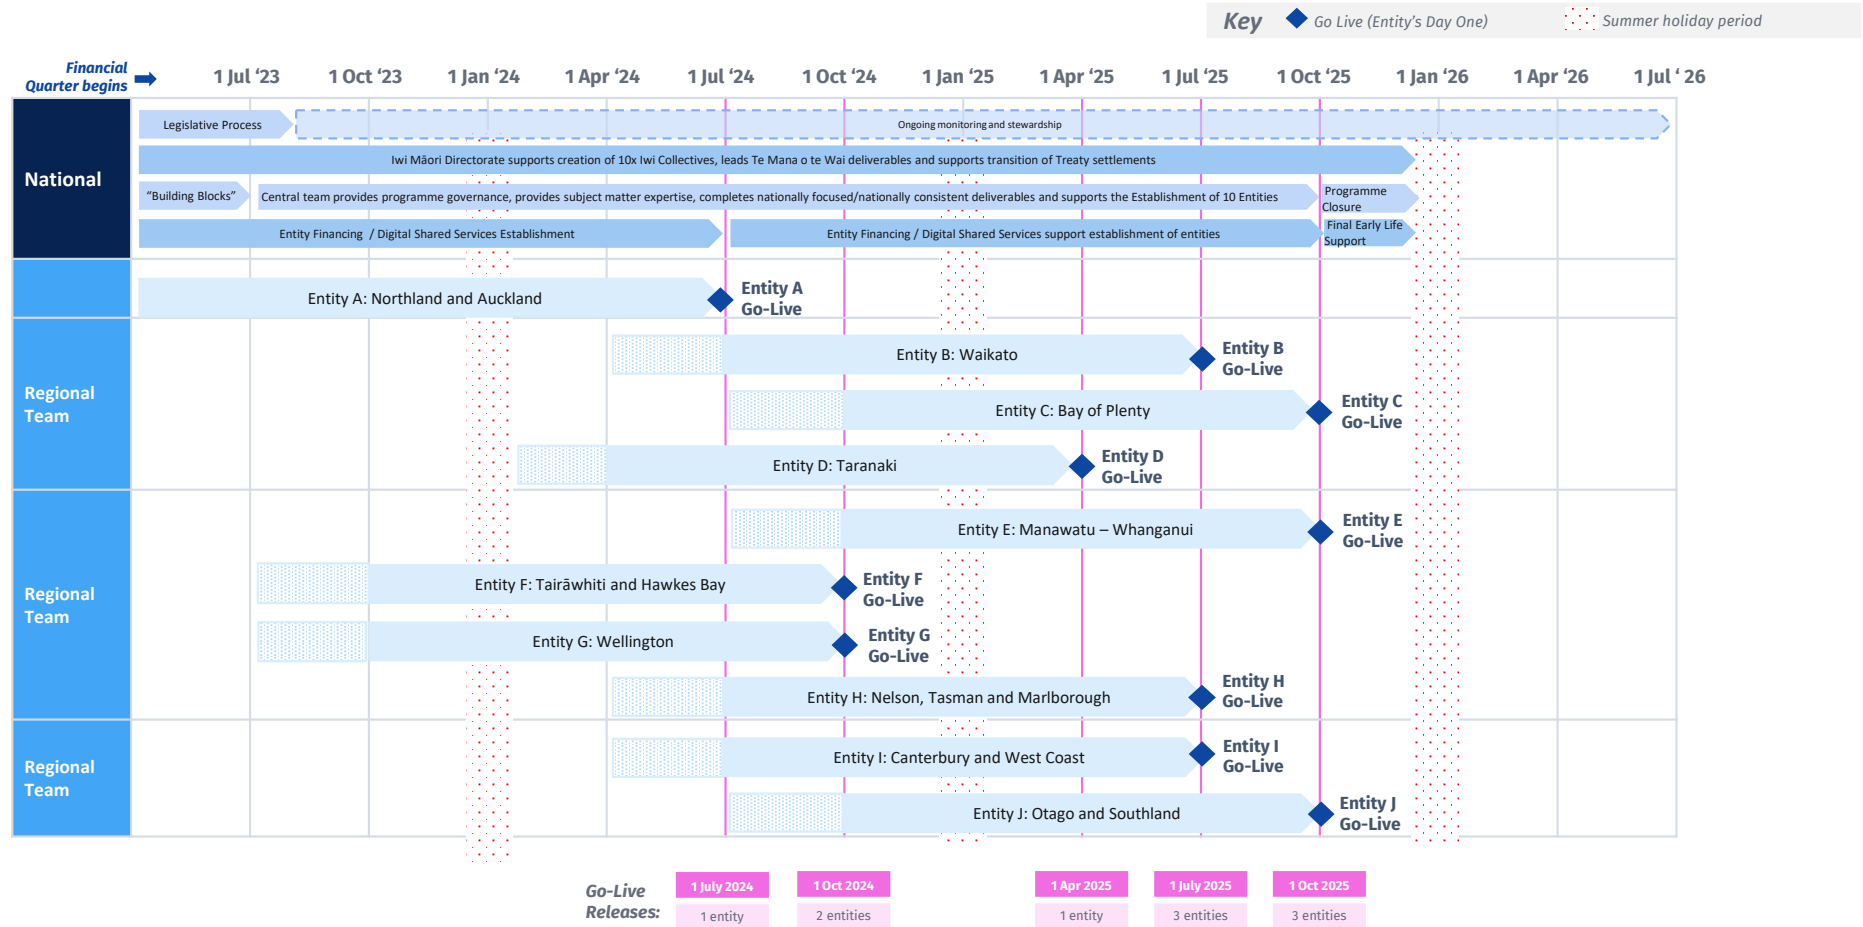 Key
Go Live (Entity's Day One)
Summer holiday period
Financial
Quarter begins
1 Jul '23
1 Oct '23
1 Jan '24
1 Apr '24
1 Jul '24
1 Oct '24
1 Jan '25
1 Apr '25
1 Jul '25
1 Oct '25
1 Jan '26
1 Apr '26
1 Jul ' 26
National
Legislative Process
Ongoing monitoring and stewardship
Iwi Māori Directorate supports creation of 10x Iwi Collectives, leads Te Mana o te Wai deliverables and supports transition of Treaty settlements
"Building Blocks"
Central team provides programme governance, provides subject matter expertise, completes nationally focused/nationally consistent deliverables and supports the Establishment of 10 Entities
Programme
Closure
Entity Financing / Digital Shared Services Establishment
Entity Financing / Digital Shared Services support establishment of entities
Final Early Life
Support
Entity A: Northland and Auckland
Entity A
Go-Live
Regional
Team
Entity B: Waikato
Entity B
Go-Live
Entity C: Bay of Plenty
Entity C
Go-Live
Entity D: Taranaki
Entity D
Go-Live
Regional
Team
Entity E: Manawatu – Whanganui
Entity E
Go-Live
Entity F: Tairāwhiti and Hawkes Bay
Entity F
Go-Live
Entity G: Wellington
Entity G
Go-Live
Entity H: Nelson, Tasman and Marlborough
Entity H
Go-Live
Regional
Team
Entity I: Canterbury and West Coast
Entity I
Go-Live
Entity J: Otago and Southland
Entity J
Go-Live
Go-Live
Releases:
1 July 2024
1 Oct 2024
1 Apr 2025
1 July 2025
1 Oct 2025
1 entity
2 entities
1 entity
3 entities
3 entities